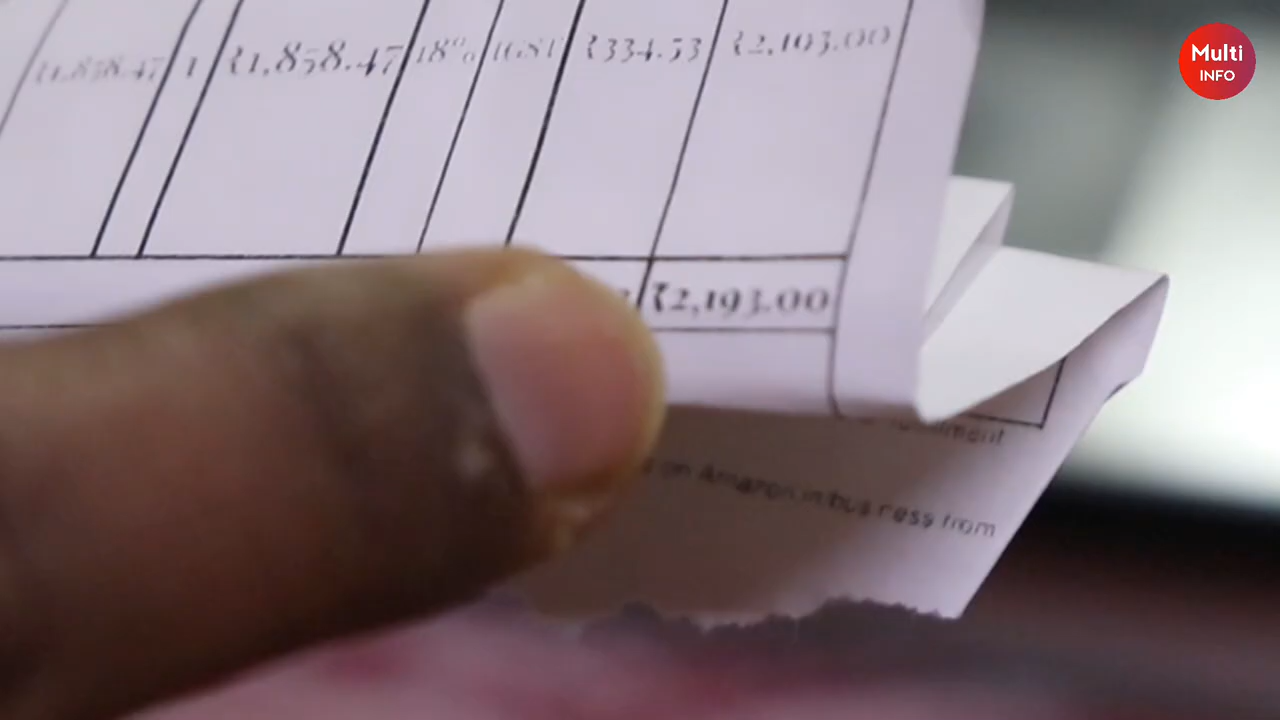 Multi
INFO
₹1,858.47 1 ₹1,858.47 18% IGST ₹334.53 ₹2,193.00
₹2,193.00
on Amazon.in business from